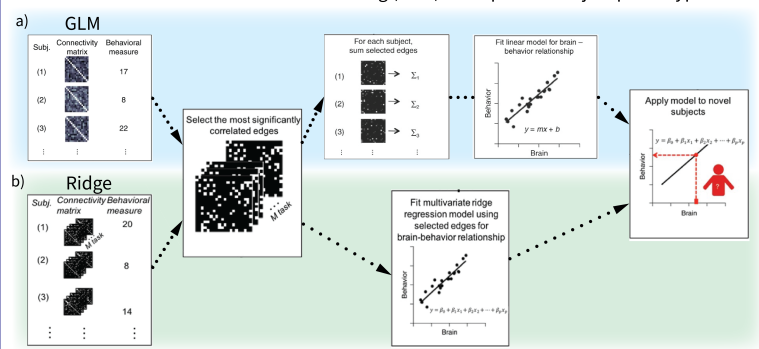 a)
GLM
Subj.
Connectivity
matrix
Behavioral
measure
(1)
17
(2)
8
(3)
22
⋮ ⋮ ⋮
Select the most significantly
correlated edges
M task
For each subject,
sum selected edges
(1)
Σ₁
(2)
Σ₂
(3)
Σ₃
⋮ ⋮ ⋮
Fit linear model for brain –
behavior relationship
Behavior
y = mx + b
Brain
Apply model to novel
subjects
y = β₀ + β₁x₁ + β₂x₂ + ⋯ + βₚxₚ
Behavior
?
Brain
b)
Ridge
Subj.
Connectivity
matrix
Behavioral
measure
(1)
M task
20
(2)
8
(3)
14
⋮ ⋮ ⋮
Fit multivariate ridge
regression model using
selected edges for
brain-behavior relationship
Behavior
y = β₀ + β₁x₁ + β₂x₂ + ⋯ + βₚxₚ
Brain